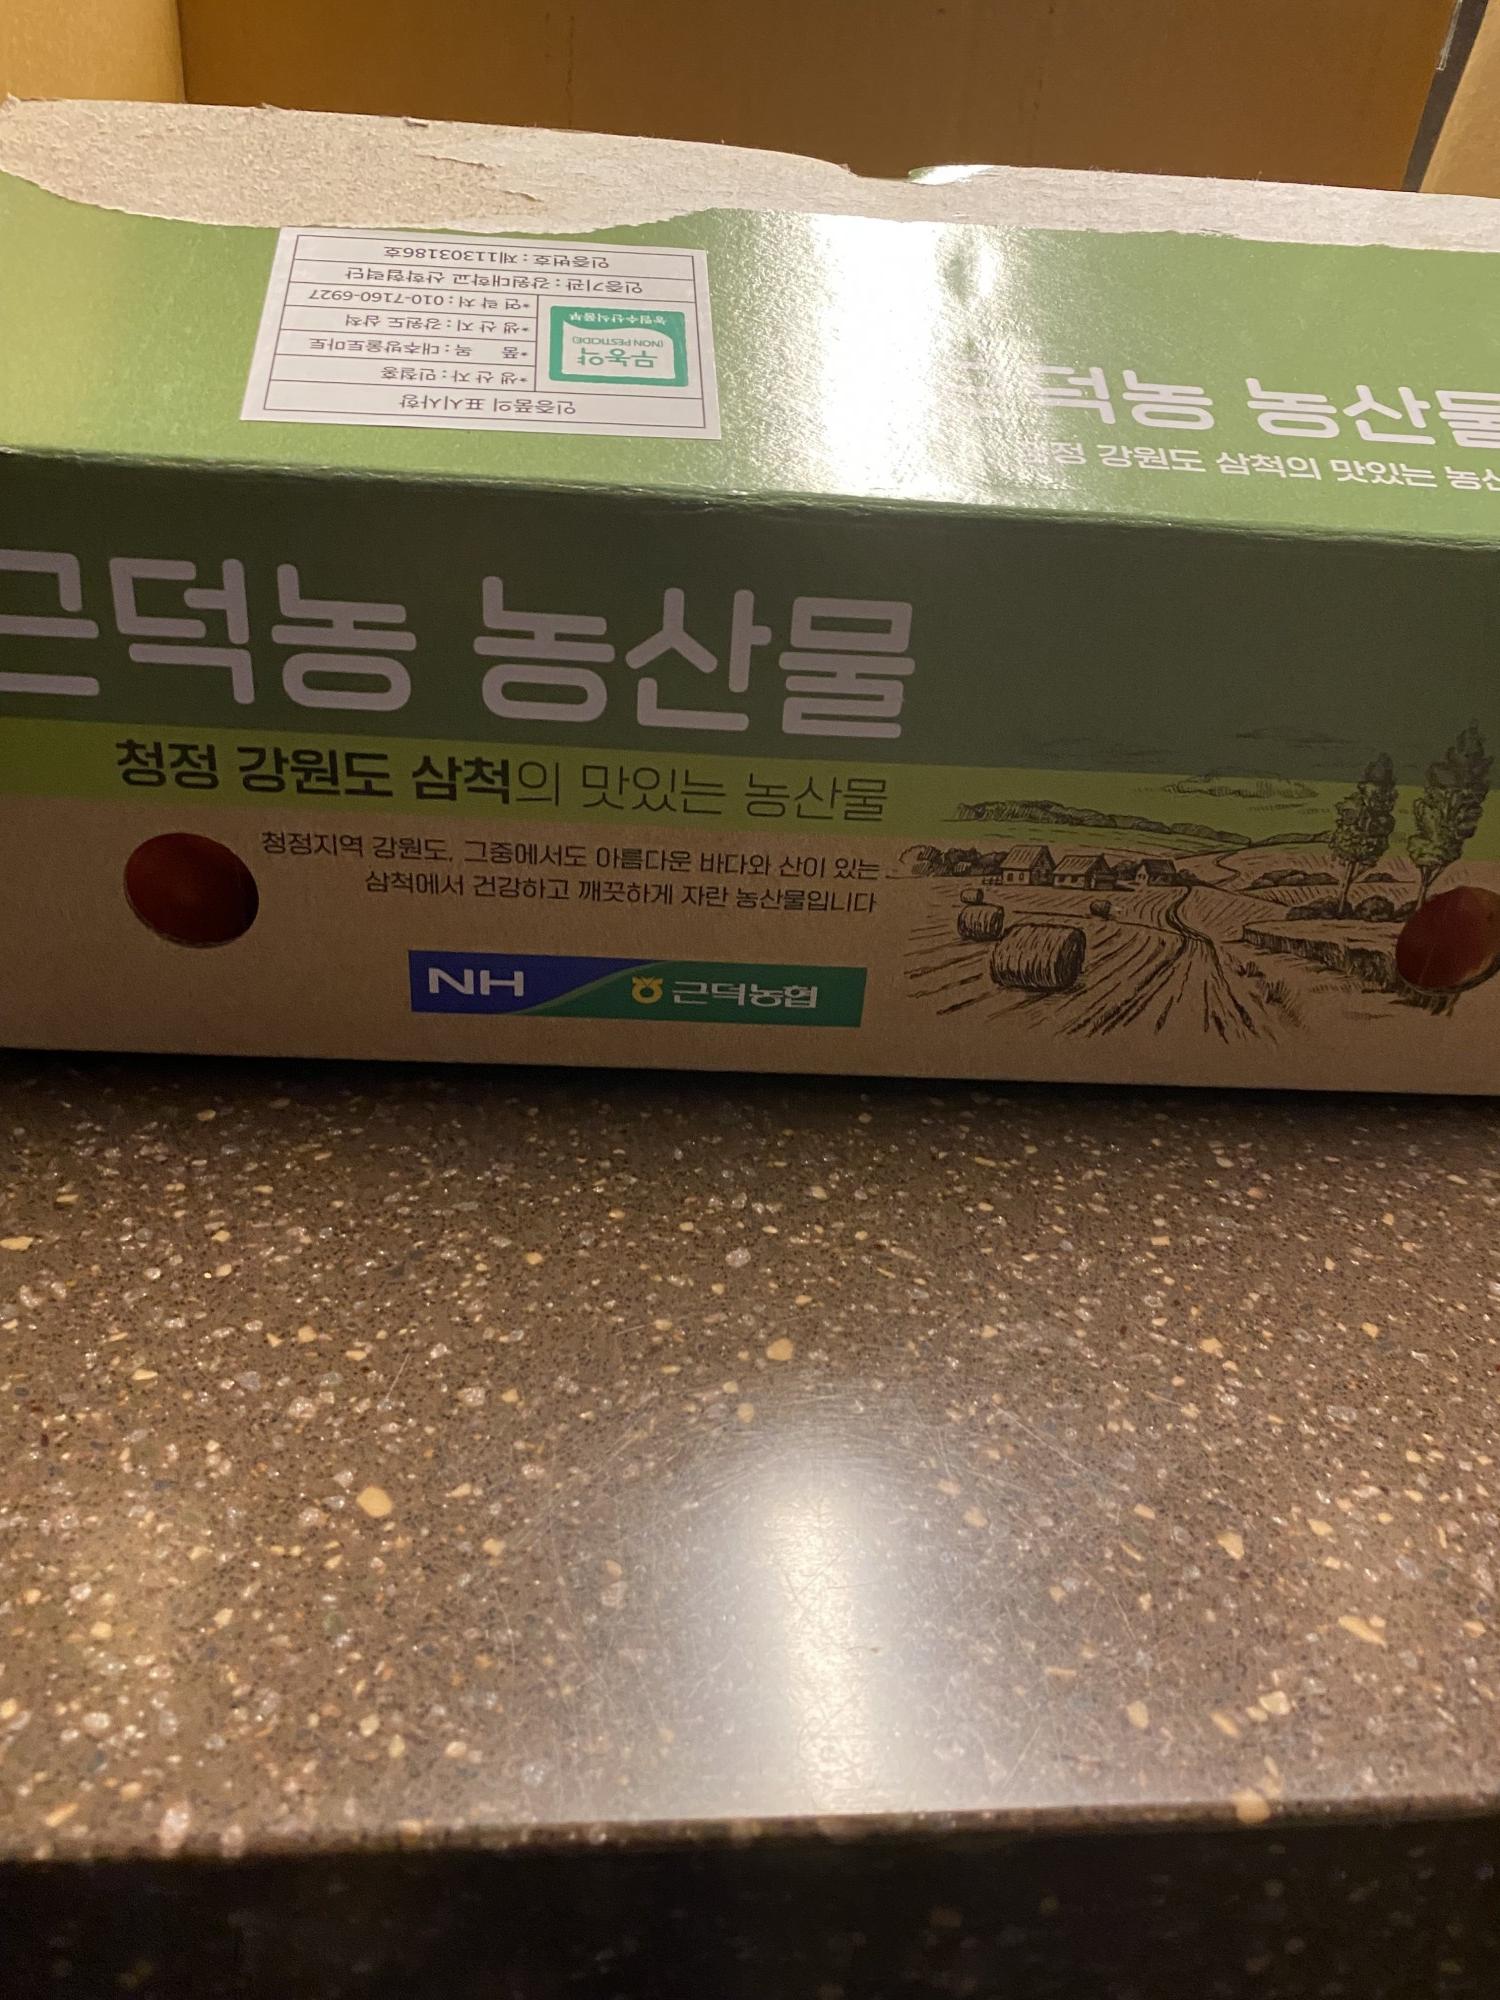 인증품의 표시사항
*생 산 자 : 민철홍
*품 목 : 대추방울토마토
*생 산 지 : 강원도 삼척
*연 락 처 : 010-7160-6927
무농약
(NON PESTICIDE)
농림축산식품부
인증기관 : 강원대학교 산학협력단
인증번호 : 제11303186호
덕농 농산물
청정 강원도 삼척의 맛있는 농산
근덕농 농산물
청정 강원도 삼척의 맛있는 농산물
청정지역 강원도, 그중에서도 아름다운 바다와 산이 있는
삼척에서 건강하고 깨끗하게 자란 농산물입니다
NH 근덕농협